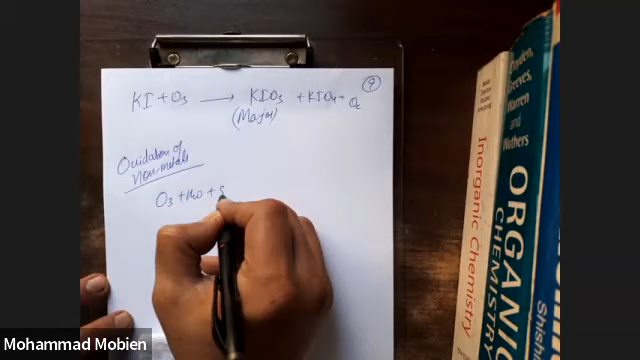 9
KI + O3 → KIO3 + KIO4 + O2
(Major)
Oxidation of
non-metals
O3 + H2O + S
Inorganic Chemistry
Clayden,
Greeves,
Warren
and
Wothers
ORGANIC
CHEMISTRY
Shish
Mohammad Mobien